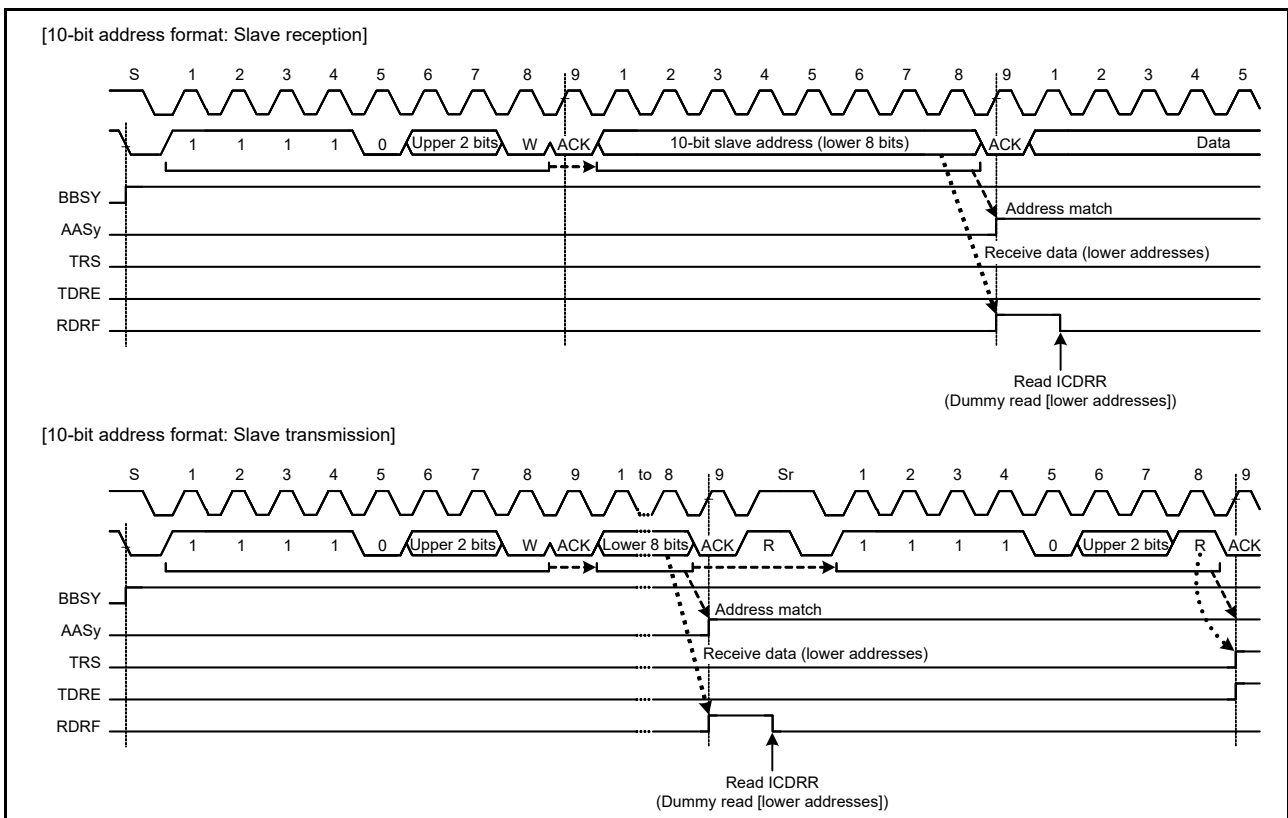 [10-bit address format: Slave reception]
S 1 2 3 4 5 6 7 8 9 1 2 3 4 5 6 7 8 9 1 2 3 4 5
1 1 1 1 0 Upper 2 bits W ACK 10-bit slave address (lower 8 bits) ACK Data
BBSY
Address match
AASy
Receive data (lower addresses)
TRS
TDRE
RDRF
Read ICDRR
(Dummy read [lower addresses])
[10-bit address format: Slave transmission]
S 1 2 3 4 5 6 7 8 9 1 to 8 9 Sr 1 2 3 4 5 6 7 8 9
1 1 1 1 0 Upper 2 bits W ACK Lower 8 bits ACK R 1 1 1 1 0 Upper 2 bits R ACK
BBSY
Address match
AASy
Receive data (lower addresses)
TRS
TDRE
RDRF
Read ICDRR
(Dummy read [lower addresses])